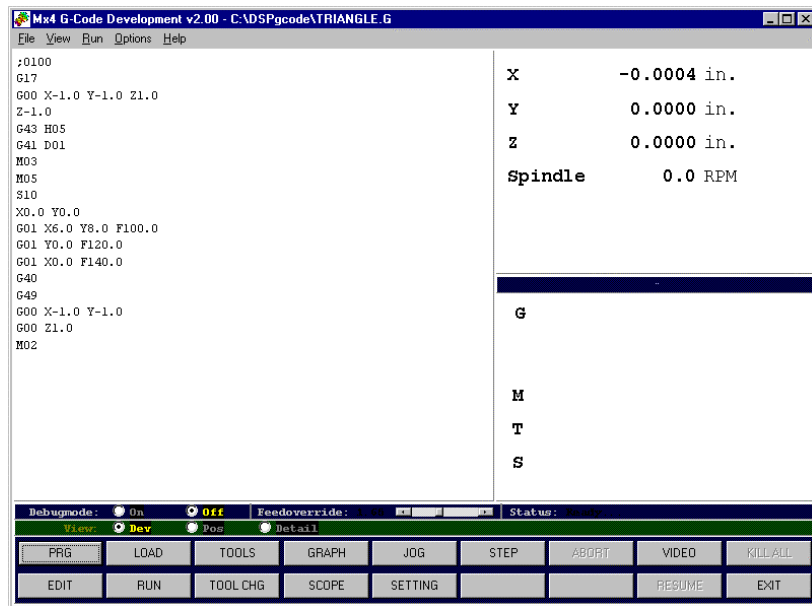 Mx4 G-Code Development v2.00 - C:\DSPgcode\TRIANGLE.G
File View Run Options Help
;0100
G17
G00 X-1.0 Y-1.0 Z1.0
Z-1.0
G43 H05
G41 D01
M03
M05
S10
X0.0 Y0.0
G01 X6.0 Y8.0 F100.0
G01 Y0.0 F120.0
G01 X0.0 F140.0
G40
G49
G00 X-1.0 Y-1.0
G00 Z1.0
M02
X -0.0004 in.
Y 0.0000 in.
Z 0.0000 in.
Spindle 0.0 RPM
-
G
M
T
S
Debugmode: On Off Feedoverride: Status:
View: Dev Pos Detail
PRG LOAD TOOLS GRAPH JOG STEP ABORT VIDEO KILL ALL
EDIT RUN TOOL CHG SCOPE SETTING RESUME EXIT